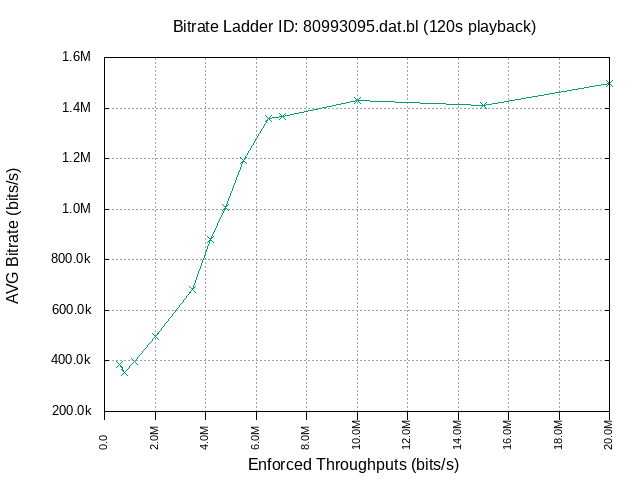 Bitrate Ladder ID: 80993095.dat.bl (120s playback)
1.6M
1.4M
1.2M
1.0M
800.0k
600.0k
400.0k
200.0k
AVG Bitrate (bits/s)
0.0
2.0M
4.0M
6.0M
10.0M
12.0M
14.0M
16.0M
18.0M
20.0M
Enforced Throughputs (bits/s)